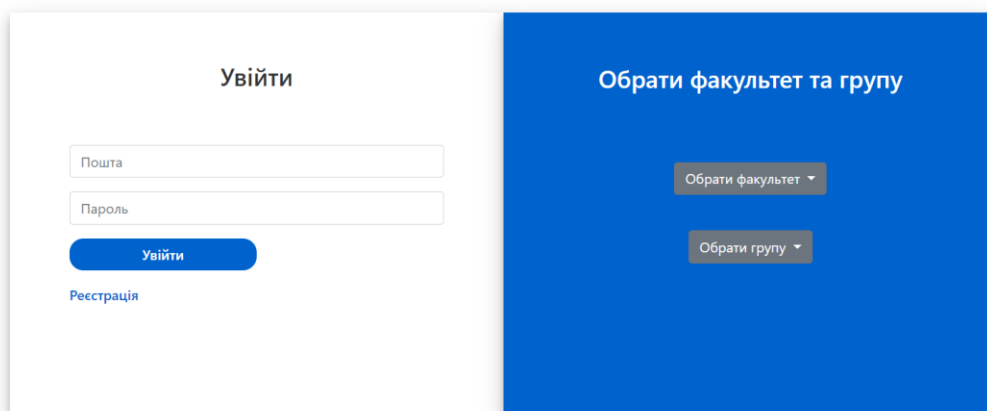 Увійти
Пошта
Пароль
Увійти
Реєстрація
Обрати факультет та групу
Обрати факультет
Обрати групу